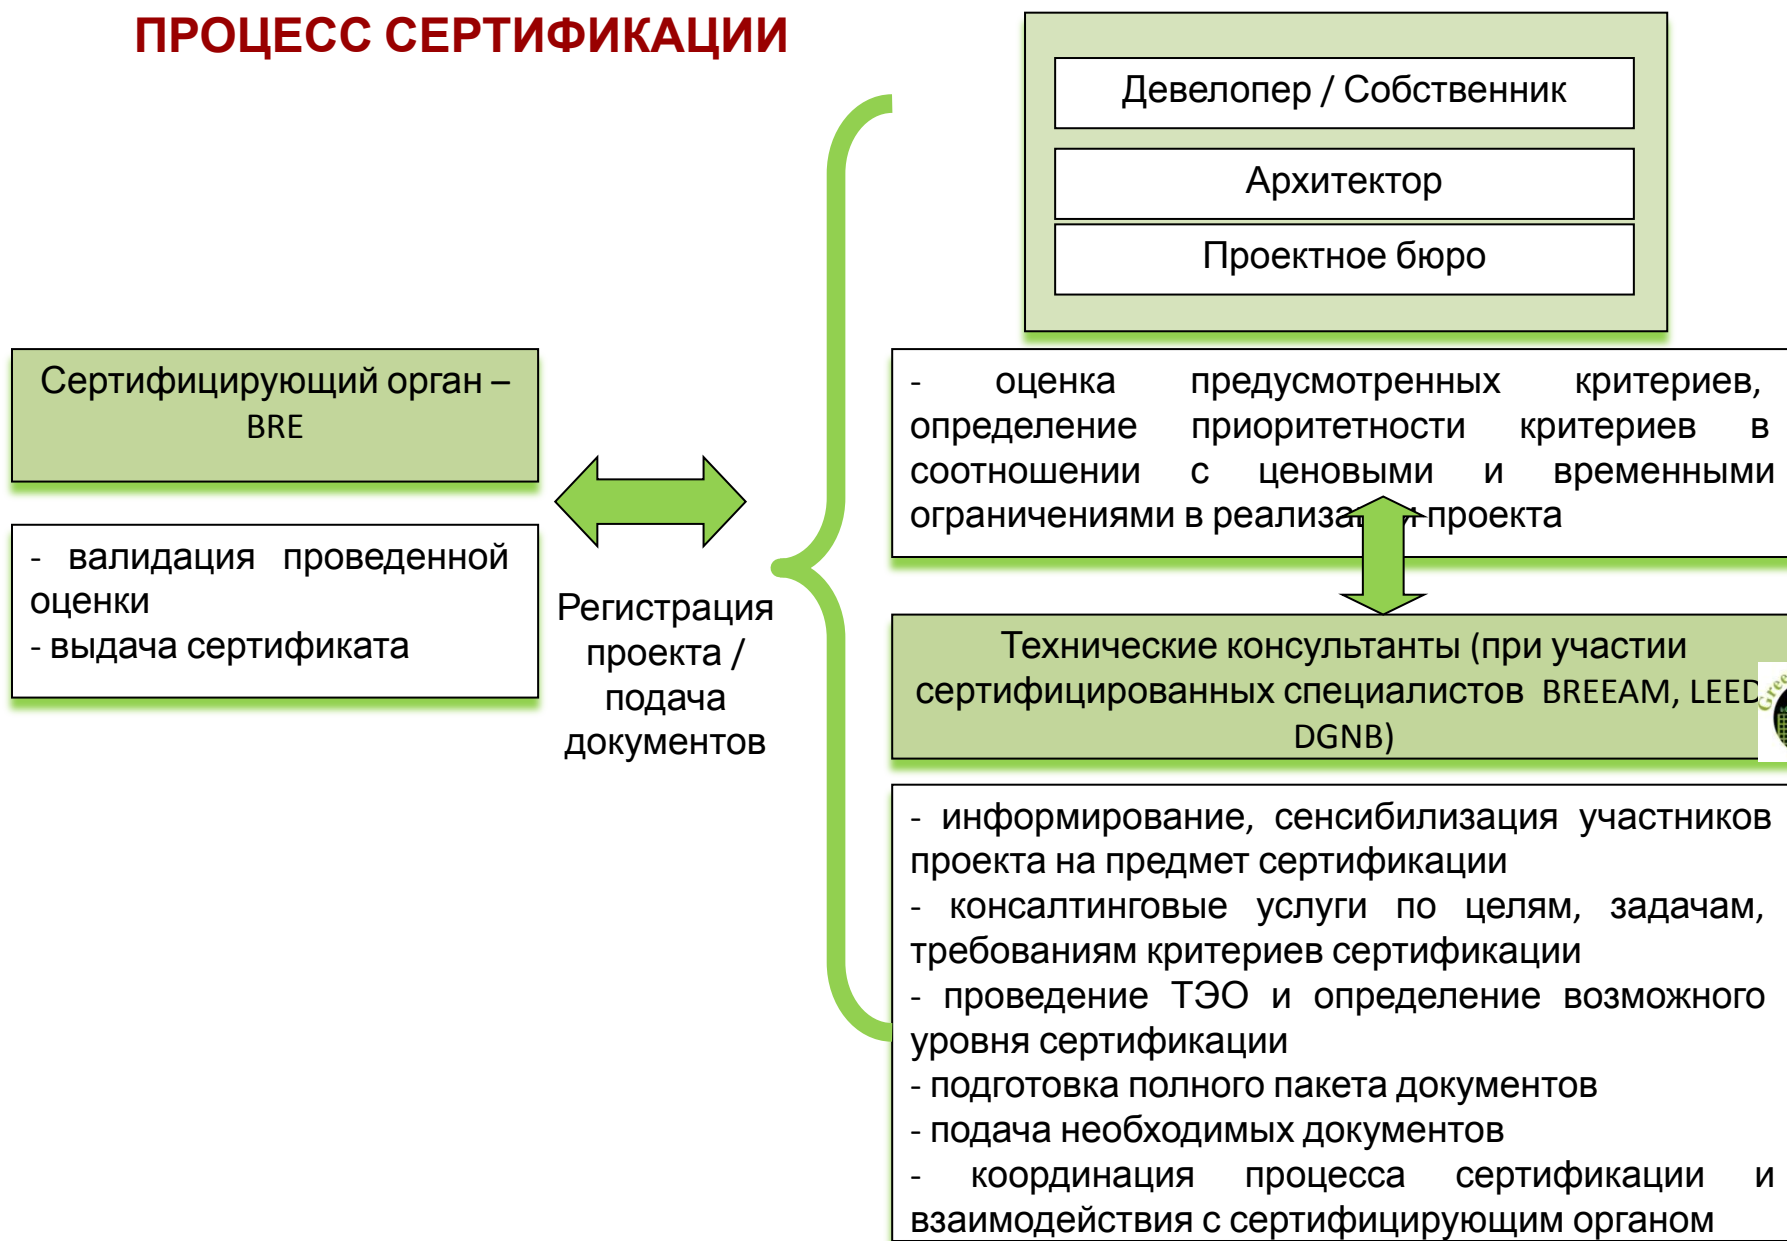 ПРОЦЕСС СЕРТИФИКАЦИИ
Девелопер / Собственник
Архитектор
Проектное бюро
Сертифицирующий орган –
BRE
- валидация проведенной
оценки
- выдача сертификата
Регистрация
проекта /
подача
документов
- оценка предусмотренных критериев,
определение приоритетности критериев в
соотношении с ценовыми и временными
ограничениями в реализации проекта
Технические консультанты (при участии
сертифицированных специалистов BREEAM, LEED
DGNB)
- информирование, сенсибилизация участников
проекта на предмет сертификации
- консалтинговые услуги по целям, задачам,
требованиям критериев сертификации
- проведение ТЭО и определение возможного
уровня сертификации
- подготовка полного пакета документов
- подача необходимых документов
- координация процесса сертификации и
взаимодействия с сертифицирующим органом